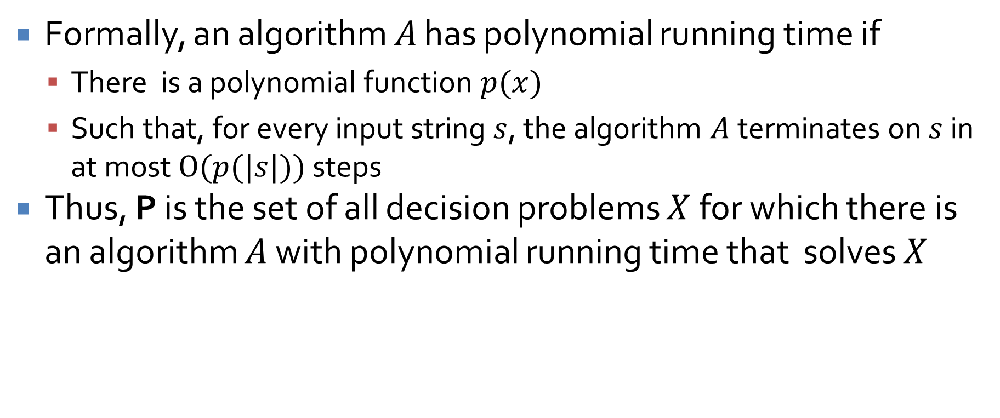 Formally, an algorithm A has polynomial running time if
There is a polynomial function p(x)
Such that, for every input string s, the algorithm A terminates on s in
at most O(p(|s|)) steps
Thus, P is the set of all decision problems X for which there is
an algorithm A with polynomial running time that solves X